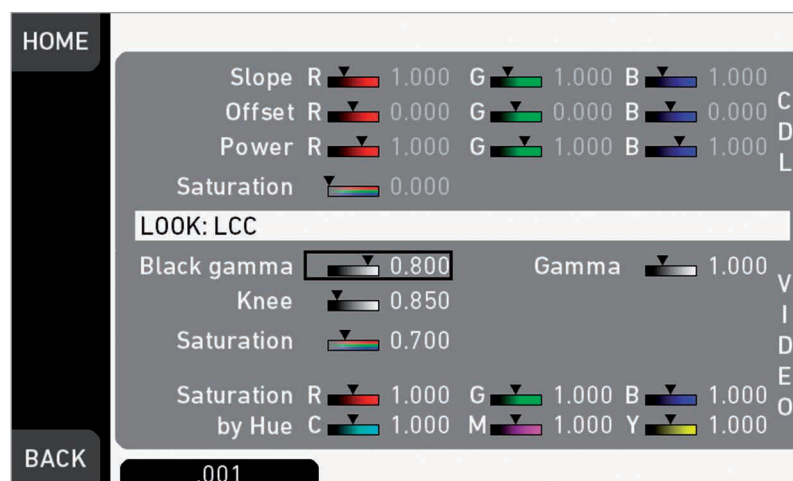 HOME
Slope R 1.000 G 1.000 B 1.000
Offset R 0.000 G 0.000 B 0.000
Power R 1.000 G 1.000 B 1.000
CDL
Saturation 0.000
LOOK: LCC
Black gamma 0.800 Gamma 1.000
Knee 0.850
Saturation 0.700
VIDEO
Saturation R 1.000 G 1.000 B 1.000
by Hue C 1.000 M 1.000 Y 1.000
BACK
.001